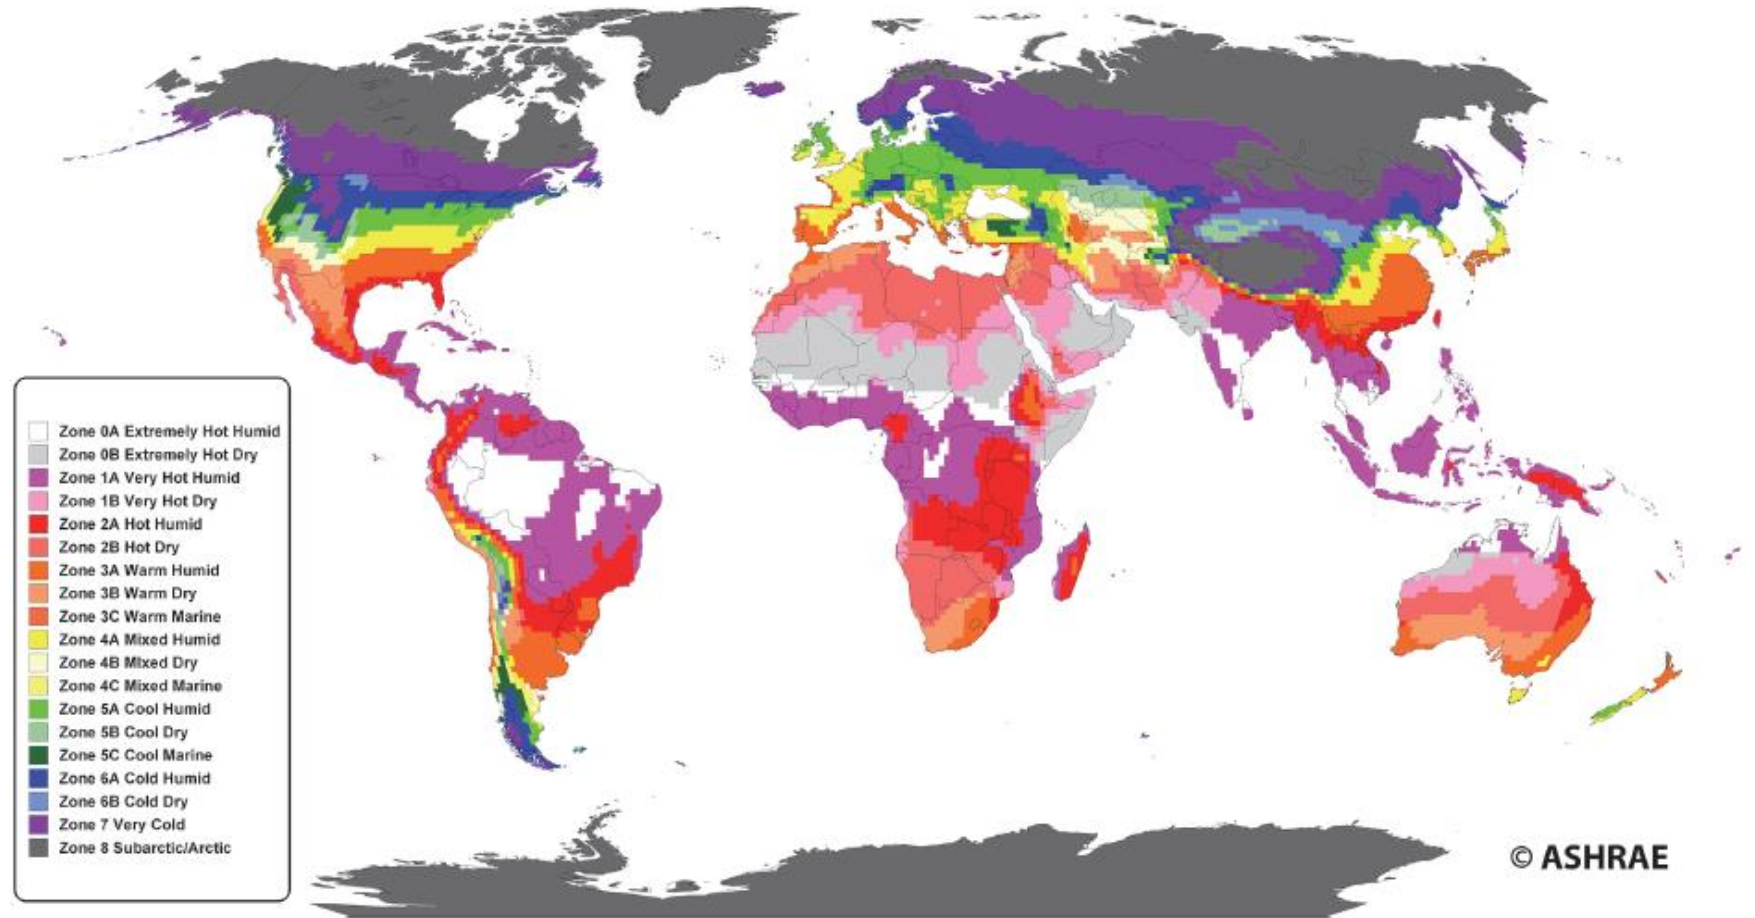 Zone 0A Extremely Hot Humid
Zone 0B Extremely Hot Dry
Zone 1A Very Hot Humid
Zone 1B Very Hot Dry
Zone 2A Hot Humid
Zone 2B Hot Dry
Zone 3A Warm Humid
Zone 3B Warm Dry
Zone 3C Warm Marine
Zone 4A Mixed Humid
Zone 4B Mixed Dry
Zone 4C Mixed Marine
Zone 5A Cool Humid
Zone 5B Cool Dry
Zone 5C Cool Marine
Zone 6A Cold Humid
Zone 6B Cold Dry
Zone 7 Very Cold
Zone 8 Subarctic/Arctic
© ASHRAE